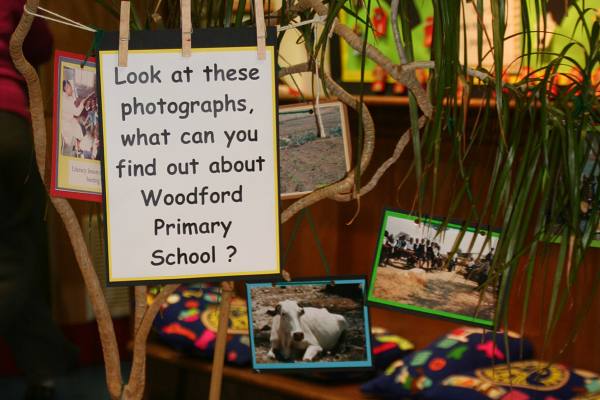 Look at these
photographs,
what can you
find out about
Woodford
Primary
School ?